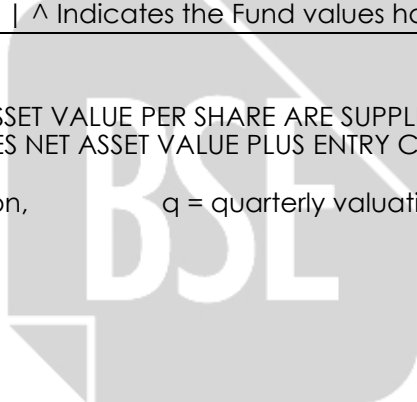 | ^ Indicates the Fund values ha
SSET VALUE PER SHARE ARE SUPPL
ES NET ASSET VALUE PLUS ENTRY C
on, q = quarterly valuati
BSE